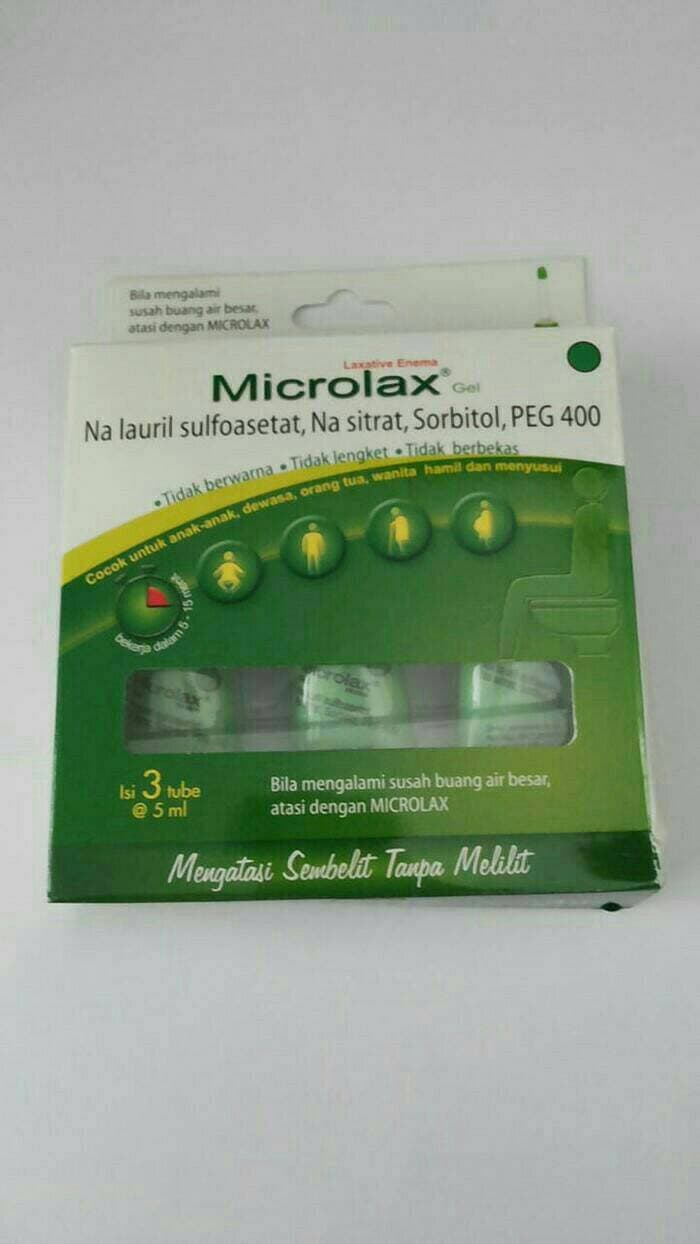 Bila mengalami
susah buang air besar,
atasi dengan MICROLAX
Laxative Enema
Microlax® Gel
Na lauril sulfoasetat, Na sitrat, Sorbitol, PEG 400
•Tidak berwarna •Tidak lengket •Tidak berbekas
Cocok untuk anak-anak, dewasa, orang tua, wanita hamil dan menyusui
bekerja dalam 5 - 15 menit
Isi 3 tube
@ 5 ml
Bila mengalami susah buang air besar,
atasi dengan MICROLAX
Mengatasi Sembelit Tanpa Melilit